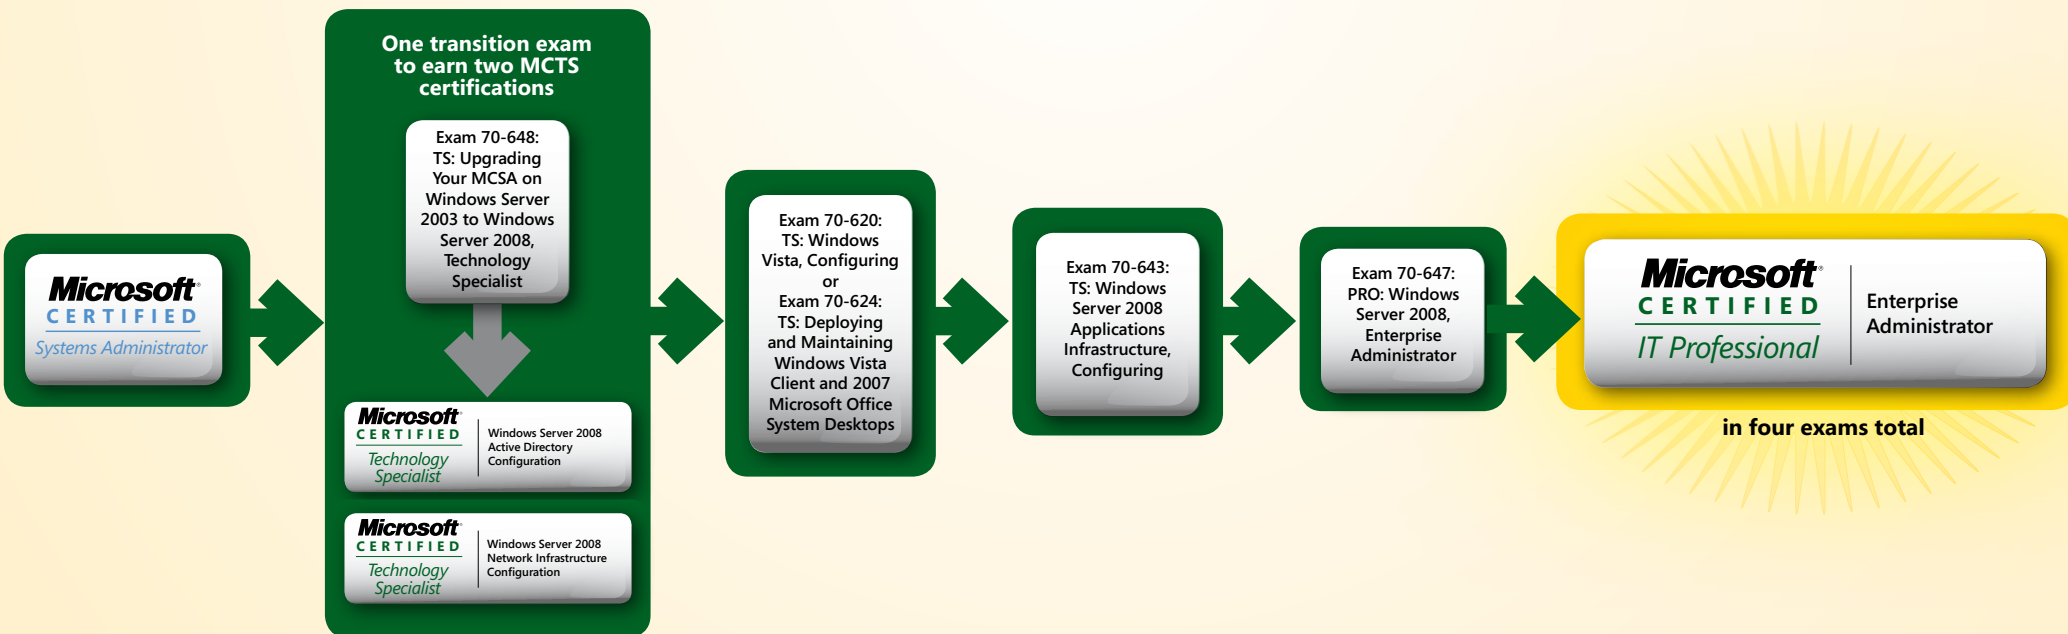 Microsoft®
CERTIFIED
Systems Administrator
One transition exam
to earn two MCTS
certifications
Exam 70-648:
TS: Upgrading
Your MCSA on
Windows Server
2003 to Windows
Server 2008,
Technology
Specialist
Microsoft
CERTIFIED
Technology
Specialist
Windows Server 2008
Active Directory
Configuration
Microsoft
CERTIFIED
Technology
Specialist
Windows Server 2008
Network Infrastructure
Configuration
Exam 70-620:
TS: Windows
Vista, Configuring
or
Exam 70-624:
TS: Deploying
and Maintaining
Windows Vista
Client and 2007
Microsoft Office
System Desktops
Exam 70-643:
TS: Windows
Server 2008
Applications
Infrastructure,
Configuring
Exam 70-647:
PRO: Windows
Server 2008,
Enterprise
Administrator
Microsoft®
CERTIFIED
IT Professional
Enterprise
Administrator
in four exams total